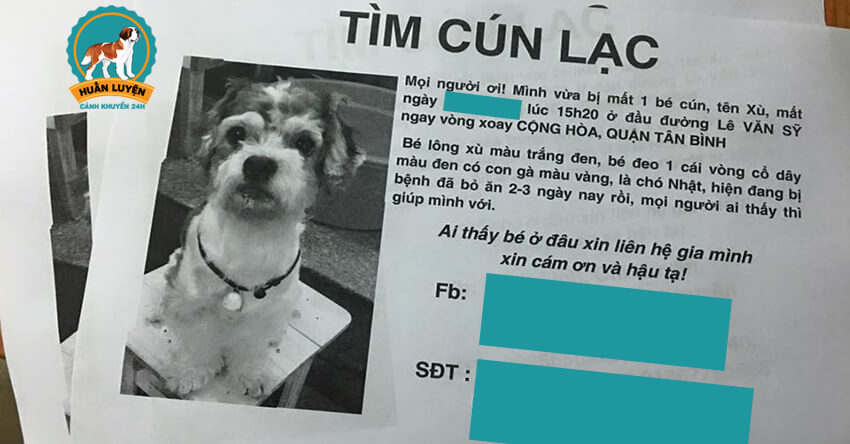 HUẤN LUYỆN
CẢNH KHUYỂN 24H
TÌM CÚN LẠC
Mọi người ơi! Mình vừa bị mất 1 bé cún, tên Xù, mất
ngày lúc 15h20 ở đầu đường Lê VĂN SỸ
ngay vòng xoay CỘNG HÒA, QUẬN TÂN BÌNH
Bé lông xù màu trắng đen, bé đeo 1 cái vòng cổ dây
màu đen có con gà màu vàng, là chó Nhật, hiện đang bị
bệnh đã bỏ ăn 2-3 ngày nay rồi, mọi người ai thấy thì
giúp mình với.
Ai thấy bé ở đâu xin liên hệ gia mình
xin cám ơn và hậu tạ!
Fb:
SĐT :